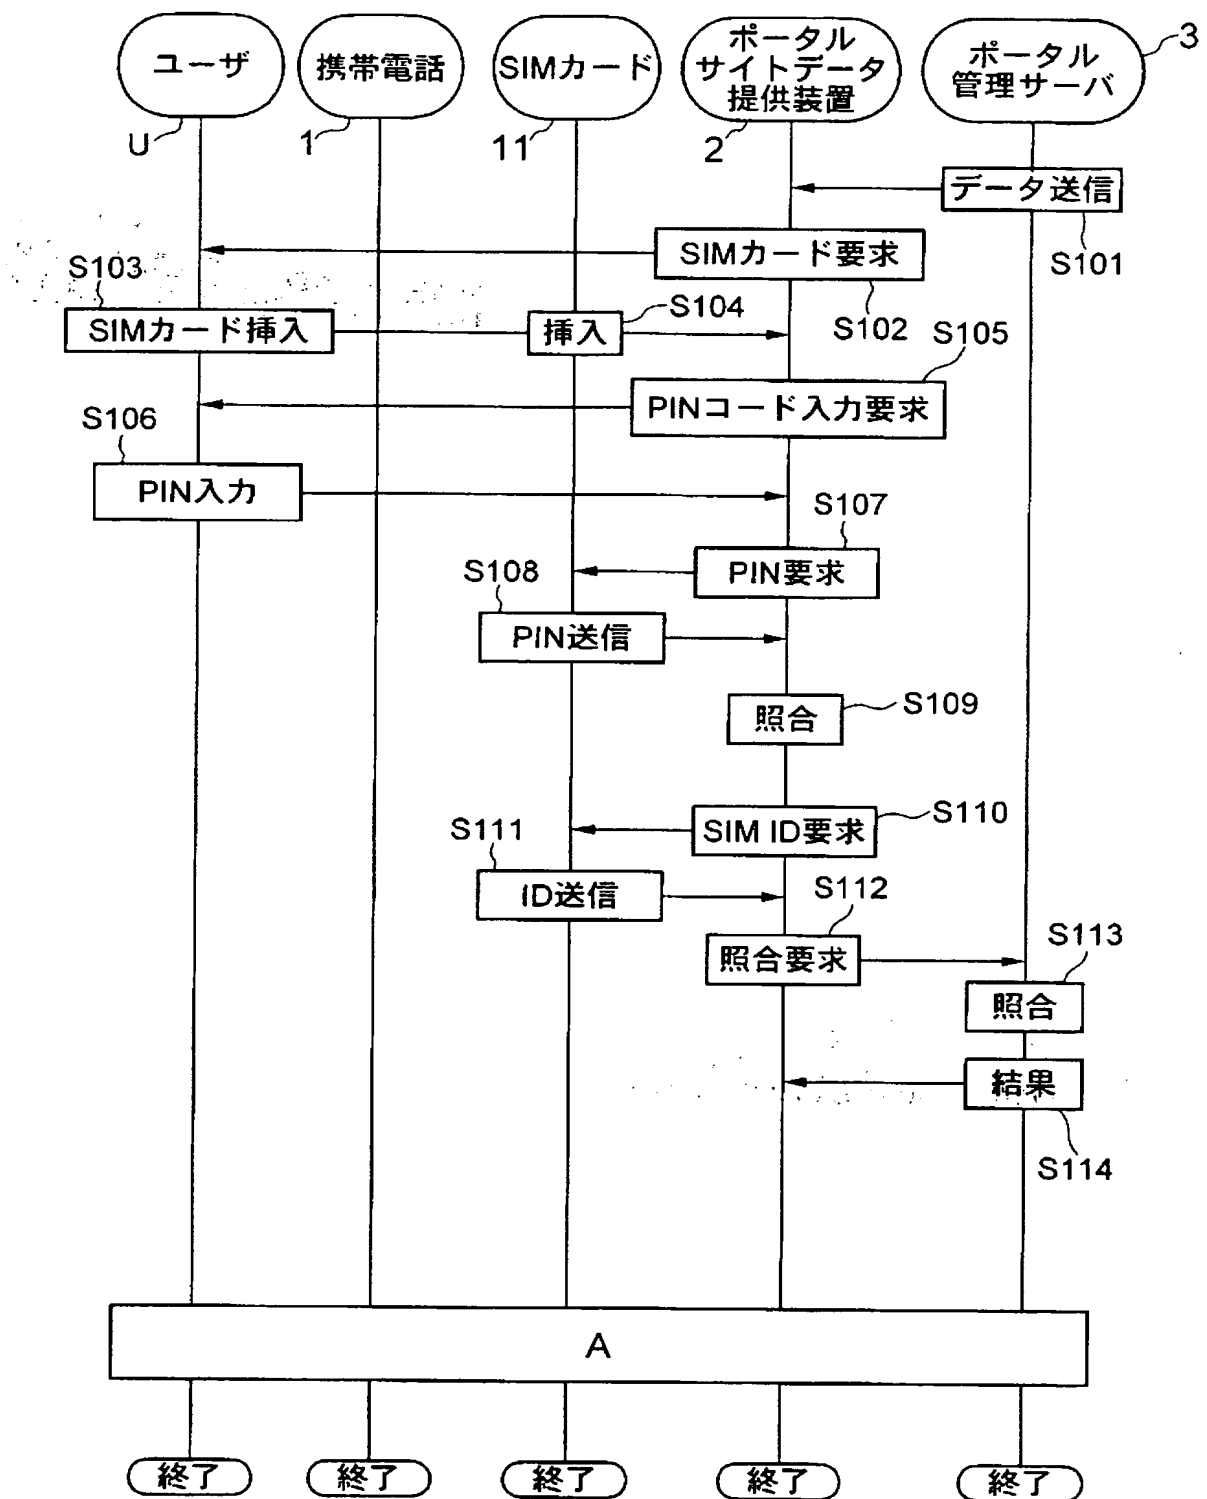 ユーザ
携帯電話
SIMカード
ポータル
サイトデータ
提供装置
ポータル
管理サーバ
3
U
1
11
2
データ送信
S101
SIMカード要求
S102
S103
SIMカード挿入
挿入
S104
S105
PINコード入力要求
S106
PIN入力
S107
PIN要求
S108
PIN送信
照合
S109
SIM ID要求
S110
S111
ID送信
S112
照合要求
S113
照合
結果
S114
A
終了
終了
終了
終了
終了